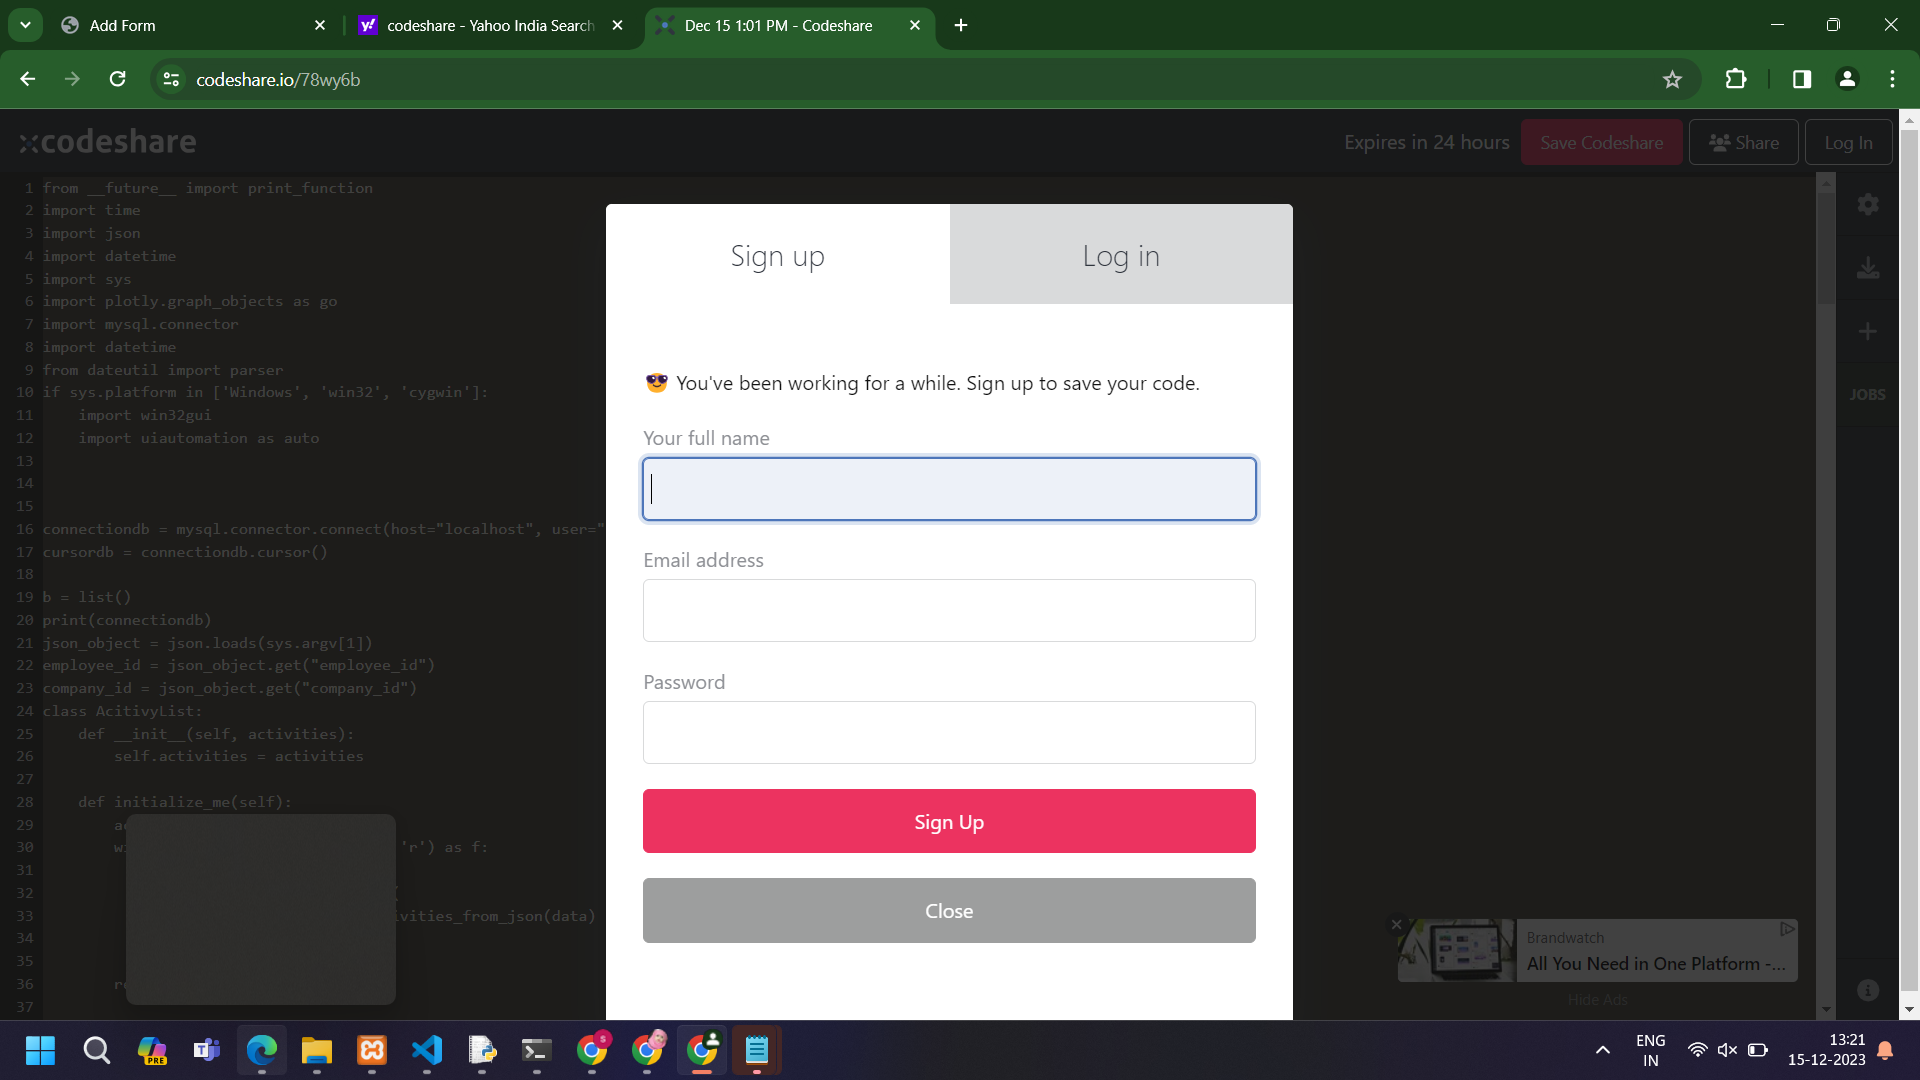 Add Form
codeshare - Yahoo India Search
Dec 15 1:01 PM - Codeshare
codeshare.io/78wy6b
codeshare
Expires in 24 hours
Save Codeshare
Share
Log In
1 from __future__ import print_function
2 import time
3 import json
4 import datetime
5 import sys
6 import plotly.graph_objects as go
7 import mysql.connector
8 import datetime
9 from dateutil import parser
10 if sys.platform in ['Windows', 'win32', 'cygwin']:
11 import win32gui
12 import uiautomation as auto
13
14
15
16 connectiondb = mysql.connector.connect(host="localhost", user="
17 cursordb = connectiondb.cursor()
18
19 b = list()
20 print(connectiondb)
21 json_object = json.loads(sys.argv[1])
22 employee_id = json_object.get("employee_id")
23 company_id = json_object.get("company_id")
24 class AcitivyList:
25 def __init__(self, activities):
26 self.activities = activities
27
28 def initialize_me(self):
29
30 'r') as f:
31
32 (
33 ivities_from_json(data)
34
35
36
37
Sign up
Log in
😎 You've been working for a while. Sign up to save your code.
Your full name
Email address
Password
Sign Up
Close
JOBS
Brandwatch
All You Need in One Platform -...
Hide Ads
PRE
S
ENG
IN
13:21
15-12-2023